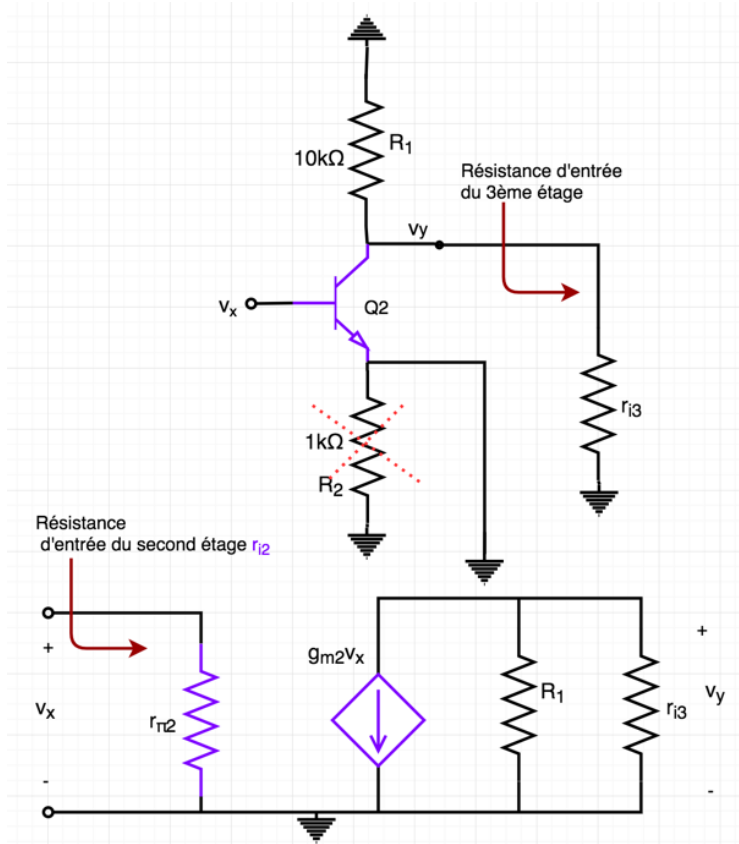 R₁
10kΩ
Résistance d'entrée
du 3ème étage
vy
vₓ
Q2
rᵢ₃
1kΩ
R₂
Résistance
d'entrée du second étage rᵢ₂
+
vₓ
-
rπ₂
gₘ₂vₓ
R₁
rᵢ₃
+
vy
-